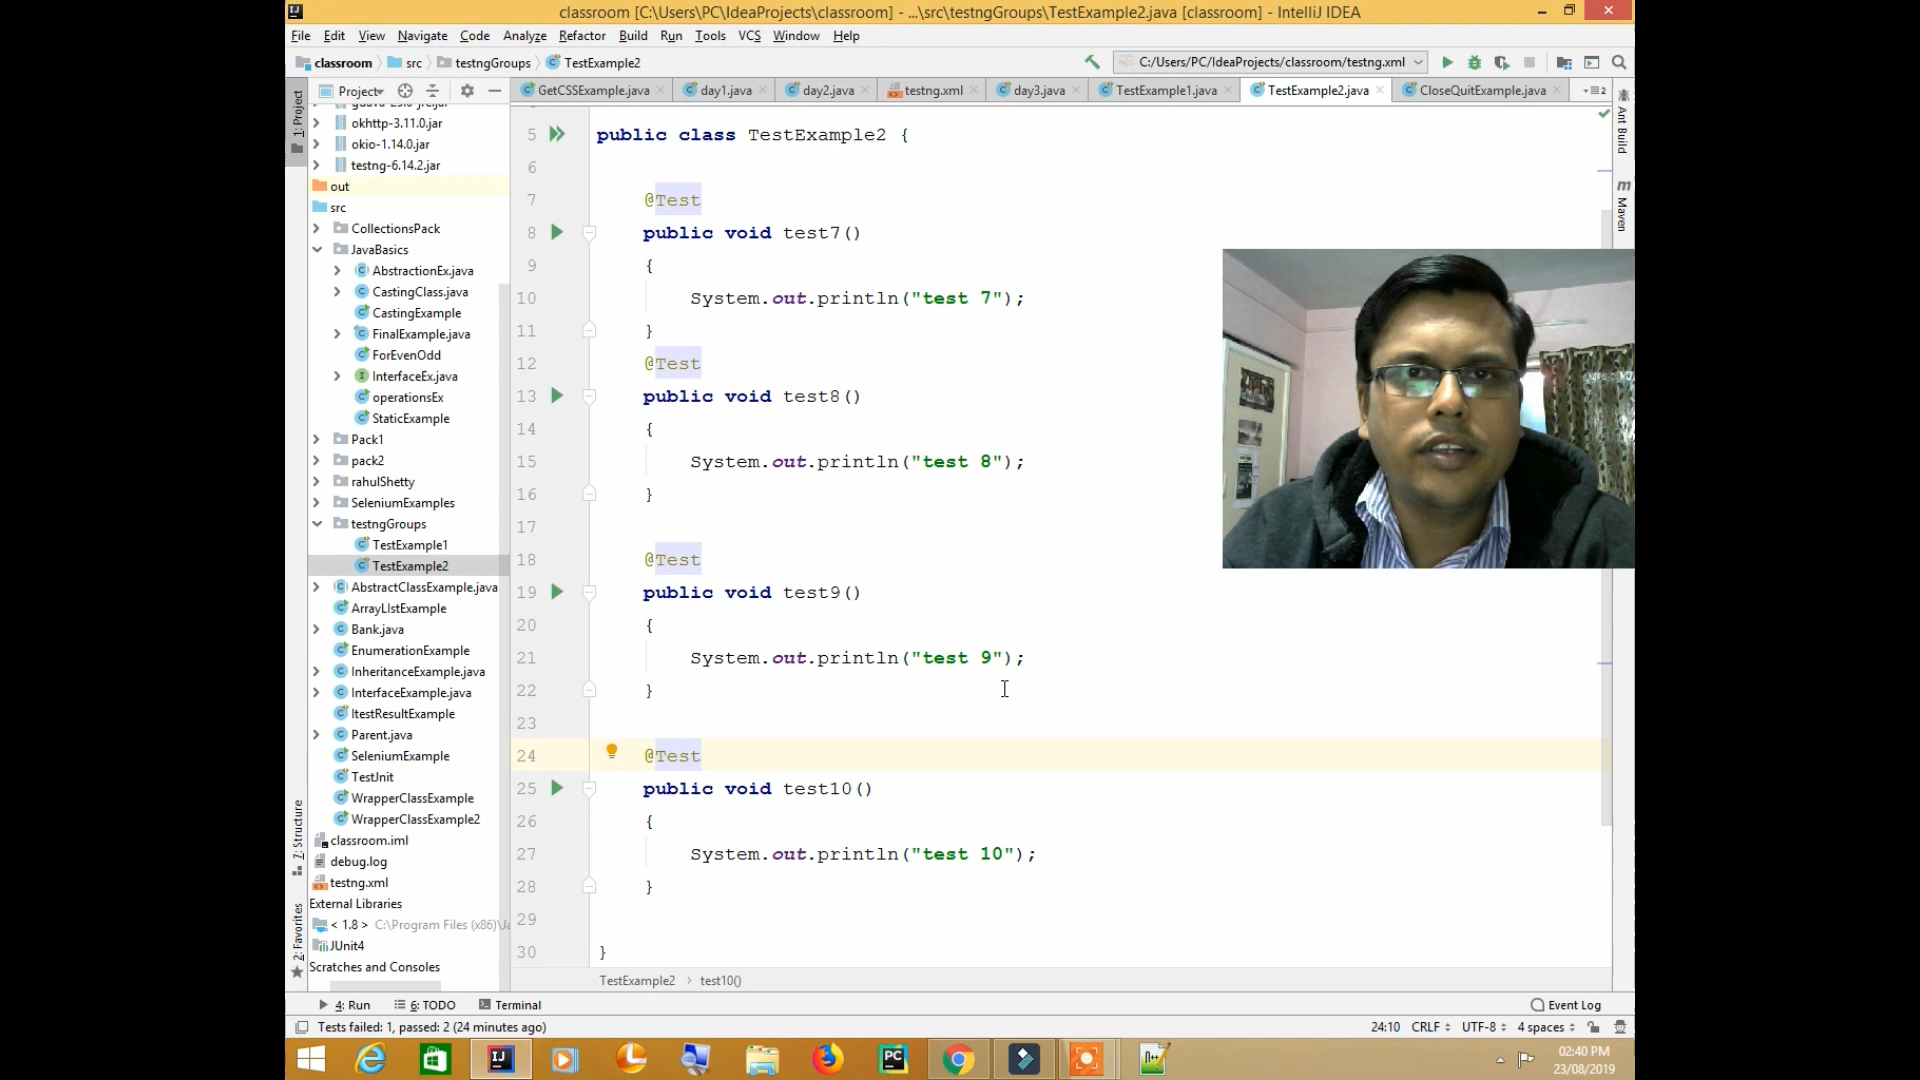 classroom [C:\Users\PC\IdeaProjects\classroom] - ...\src\testngGroups\TestExample2.java [classroom] - IntelliJ IDEA
File Edit View Navigate Code Analyze Refactor Build Run Tools VCS Window Help
classroom src testngGroups TestExample2
C:/Users/PC/IdeaProjects/classroom/testng.xml
Project
GetCSSExample.java day1.java day2.java testng.xml day3.java TestExample1.java TestExample2.java CloseQuitExample.java
1: Project
okhttp-3.11.0.jar
okio-1.14.0.jar
testng-6.14.2.jar
out
src
CollectionsPack
JavaBasics
AbstractionEx.java
CastingClass.java
CastingExample
FinalExample.java
ForEvenOdd
InterfaceEx.java
operationsEx
StaticExample
Pack1
pack2
rahulShetty
SeleniumExamples
testngGroups
TestExample1
TestExample2
AbstractClassExample.java
ArrayLIstExample
Bank.java
EnumerationExample
InheritanceExample.java
InterfaceExample.java
ItestResultExample
Parent.java
SeleniumExample
TestJnit
WrapperClassExample
WrapperClassExample2
classroom.iml
debug.log
testng.xml
External Libraries
< 1.8 > C:\Program Files (x86)\Ja
JUnit4
Scratches and Consoles
7: Structure
2: Favorites
5 public class TestExample2 {
6
7 @Test
8 public void test7()
9 {
10 System.out.println("test 7");
11 }
12 @Test
13 public void test8()
14 {
15 System.out.println("test 8");
16 }
17
18 @Test
19 public void test9()
20 {
21 System.out.println("test 9");
22 }
23
24 @Test
25 public void test10()
26 {
27 System.out.println("test 10");
28 }
29
30 }
Ant Build
Maven
TestExample2 › test10()
4: Run 6: TODO Terminal Event Log
Tests failed: 1, passed: 2 (24 minutes ago) 24:10 CRLF UTF-8 4 spaces
02:40 PM
23/08/2019